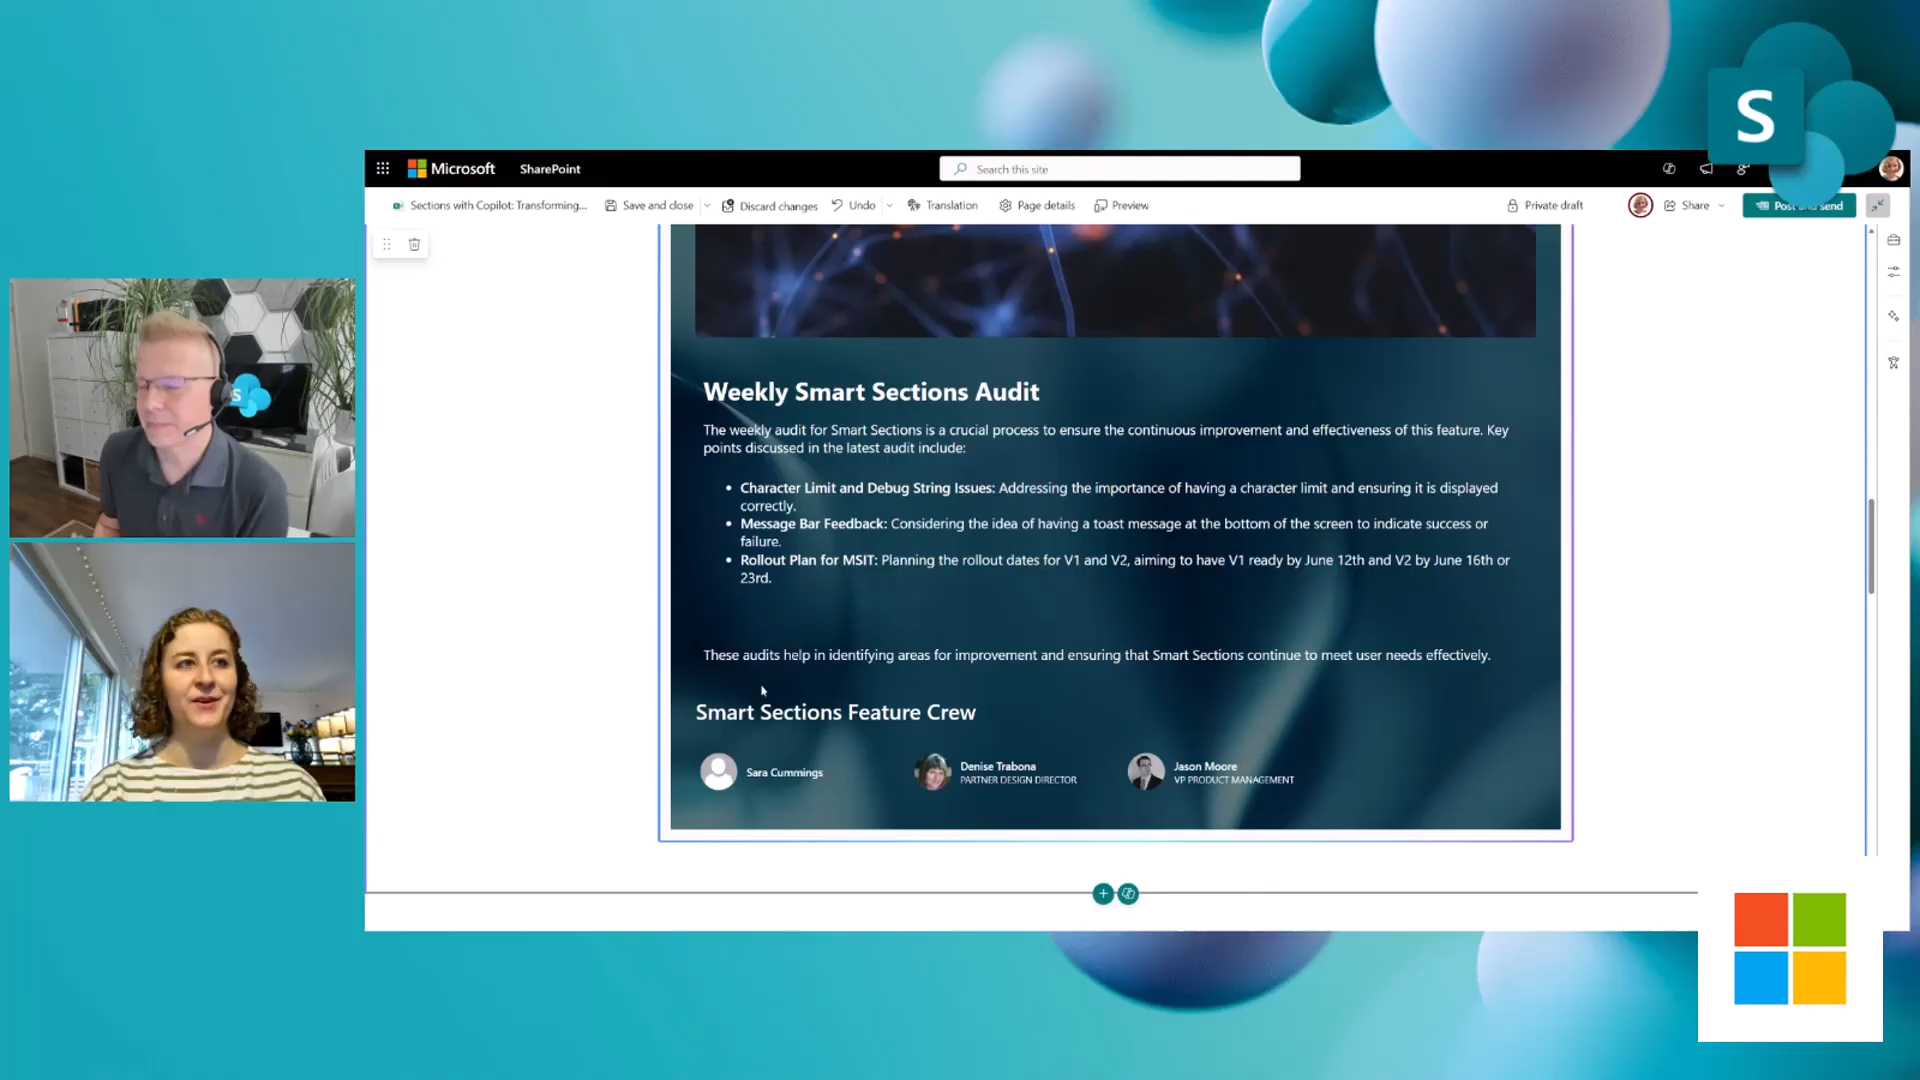 S
Microsoft
SharePoint
Search this site
Sections with Copilot: Transforming...
Save and close
Discard changes
Undo
Translation
Page details
Preview
Private draft
Share
Post and send
S
Weekly Smart Sections Audit
The weekly audit for Smart Sections is a crucial process to ensure the continuous improvement and effectiveness of this feature. Key
points discussed in the latest audit include:
• Character Limit and Debug String Issues: Addressing the importance of having a character limit and ensuring it is displayed
correctly.
• Message Bar Feedback: Considering the idea of having a toast message at the bottom of the screen to indicate success or
failure.
• Rollout Plan for MSIT: Planning the rollout dates for V1 and V2, aiming to have V1 ready by June 12th and V2 by June 16th or
23rd.
These audits help in identifying areas for improvement and ensuring that Smart Sections continue to meet user needs effectively.
Smart Sections Feature Crew
Sara Cummings
Denise Trabona
PARTNER DESIGN DIRECTOR
Jason Moore
VP PRODUCT MANAGEMENT